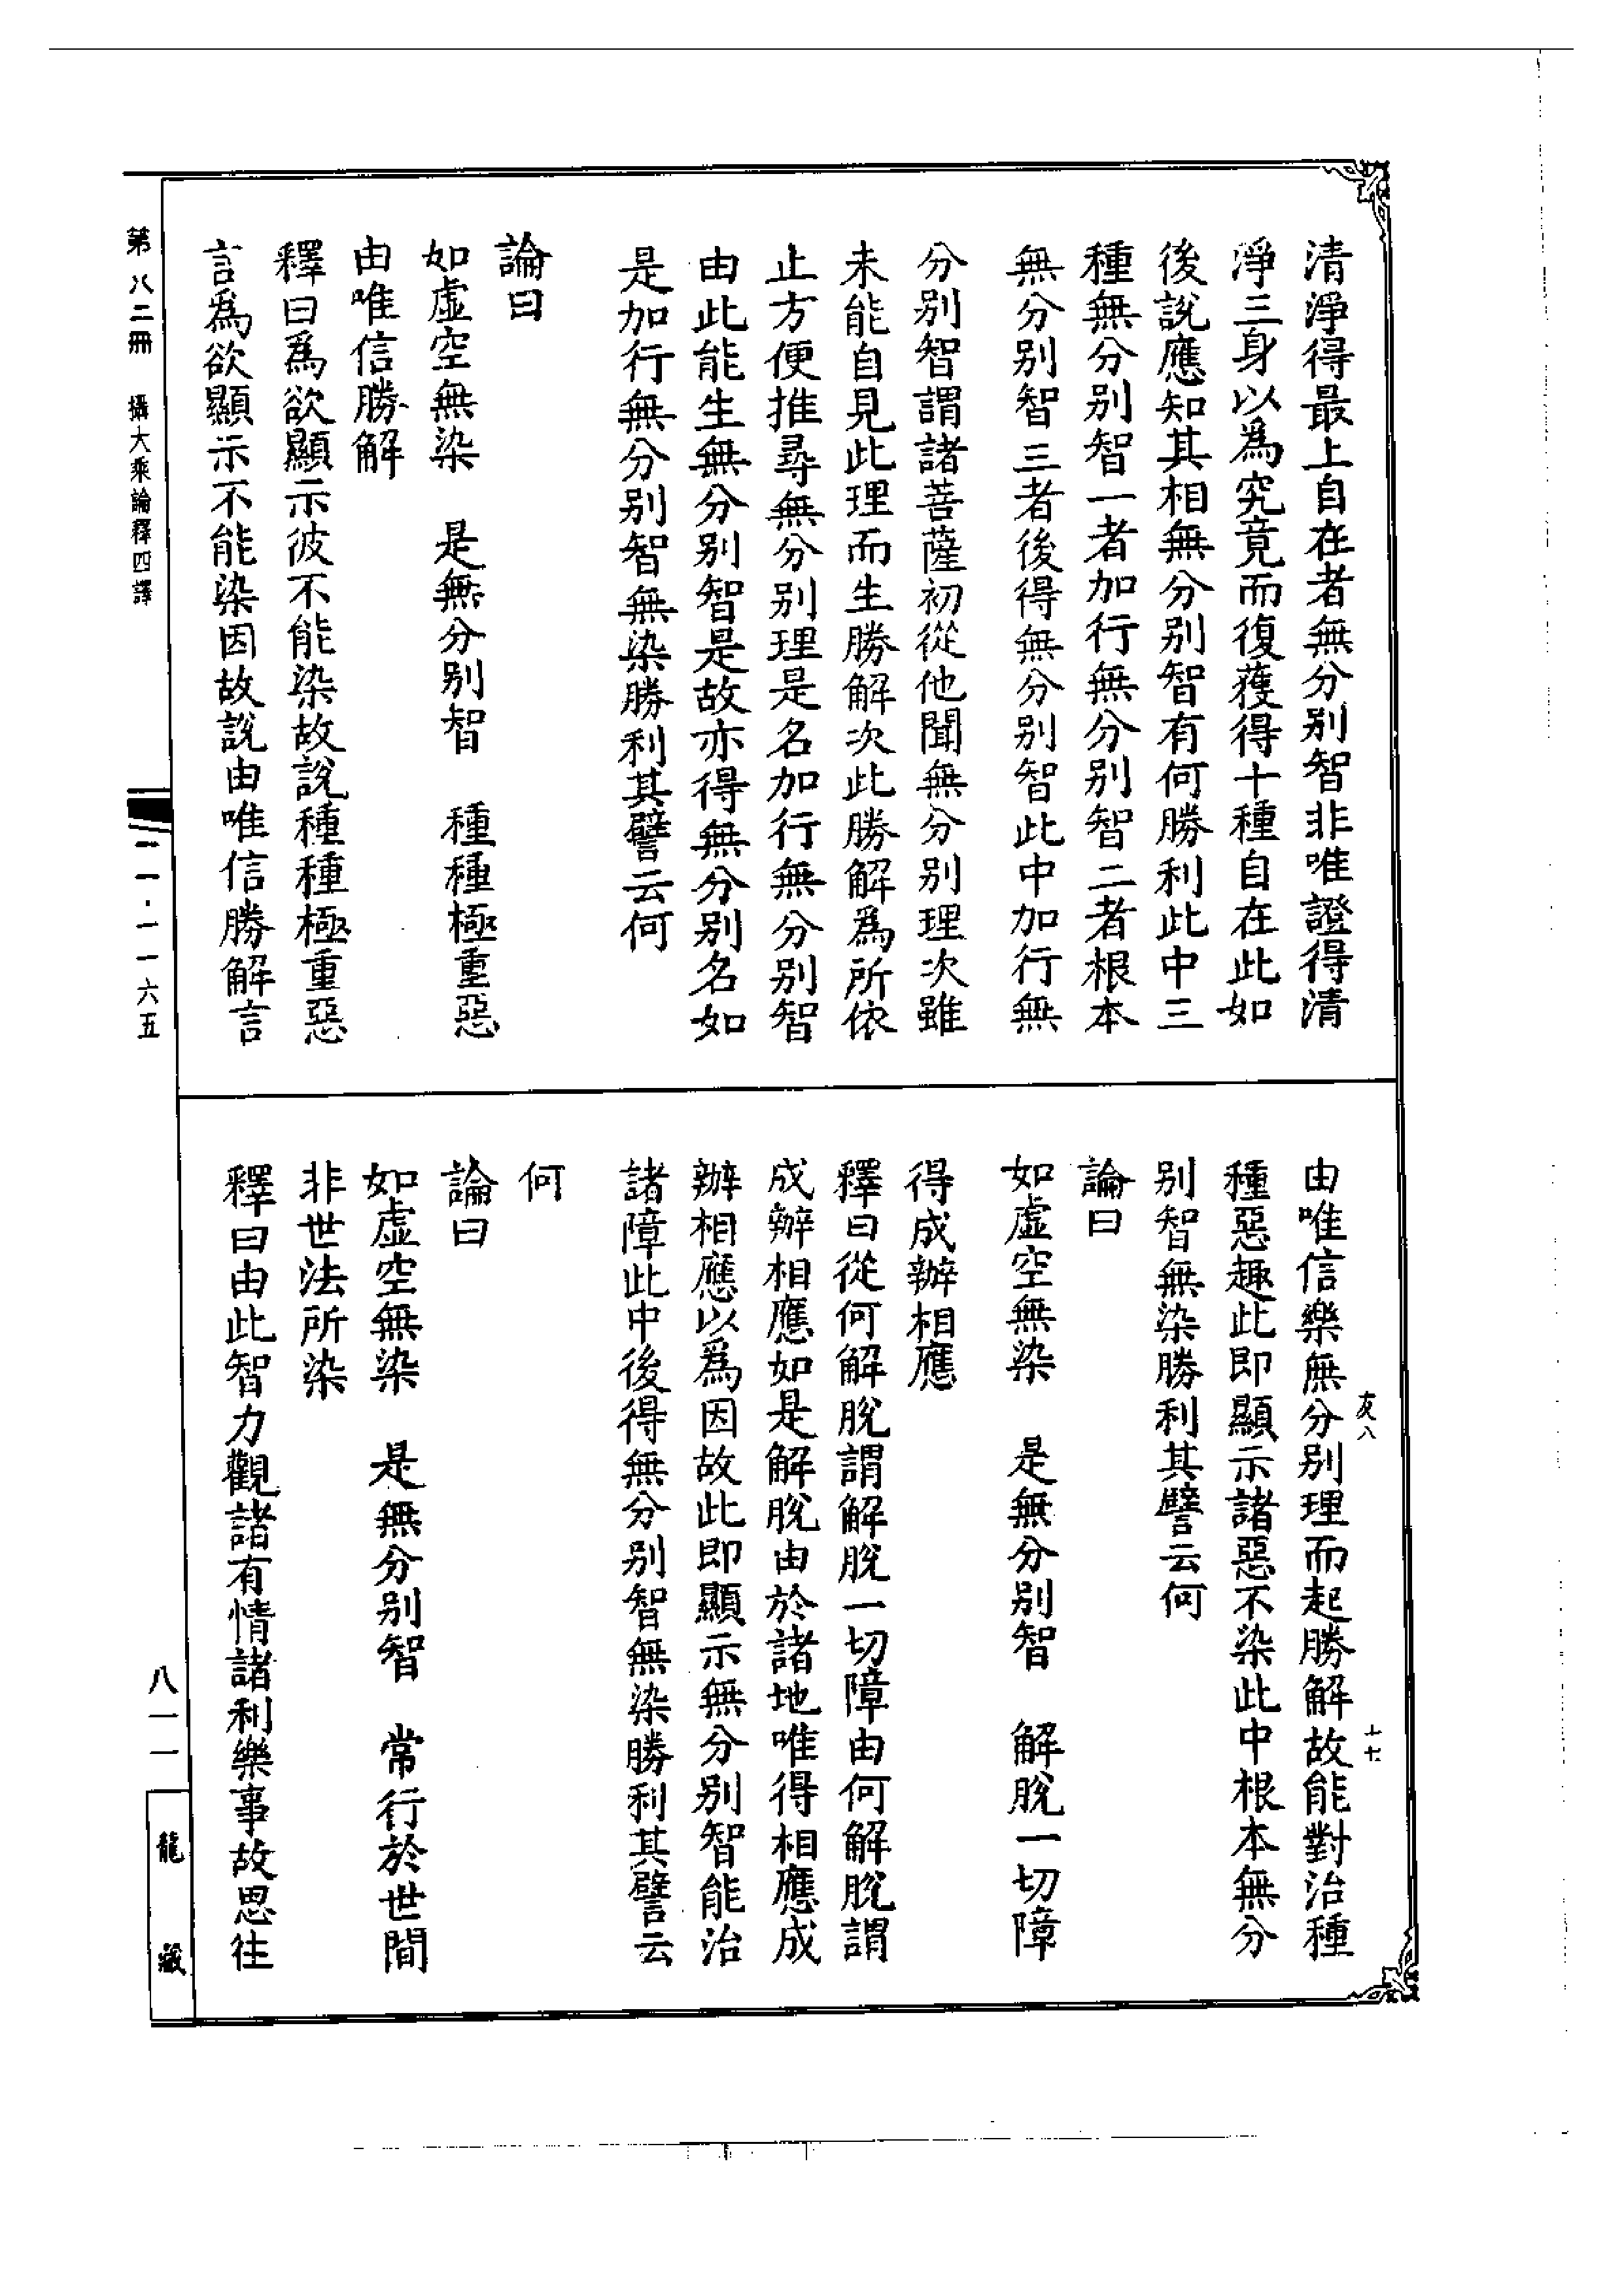 清淨得最上自在者無分別智非唯證得清
淨三身以為究竟而復獲得十種自在此如
後說應知其相無分別智有何勝利此中三
種無分別智一者加行無分別智二者根本
無分別智三者後得無分別智此中加行無
分別智謂諸菩薩初從他聞無分別理次雖
未能自見此理而生勝解次此勝解為所依
止方便推尋無分別理是名加行無分別智
由此能生無分別智是故亦得無分別名如
是加行無分別智無染勝利其譬云何
論曰
如虛空無染　是無分別智　種種極重惡
由唯信勝解
釋曰為欲顯示彼不能染故說種種極重惡
言為欲顯示不能染因故說由唯信勝解言
由唯信樂無分別理而起勝解故能對治種
種惡趣此即顯示諸惡不染此中根本無分
別智無染勝利其譬云何
論曰
如虛空無染　是無分別智　解脫一切障
得成辦相應
釋曰從何解脫謂解脫一切障由何解脫謂
成辦相應如是解脫由於諸地唯得相應成
辦相應以為因故此即顯示無分別智能治
諸障此中後得無分別智無染勝利其譬云
何
論曰
如虛空無染　是無分別智　常行於世間
非世法所染
釋曰由此智力觀諸有情諸利樂事故思往
友八
十七
第八二冊　攝大乘論釋四譯
二一·一一六五
八一一
龍藏